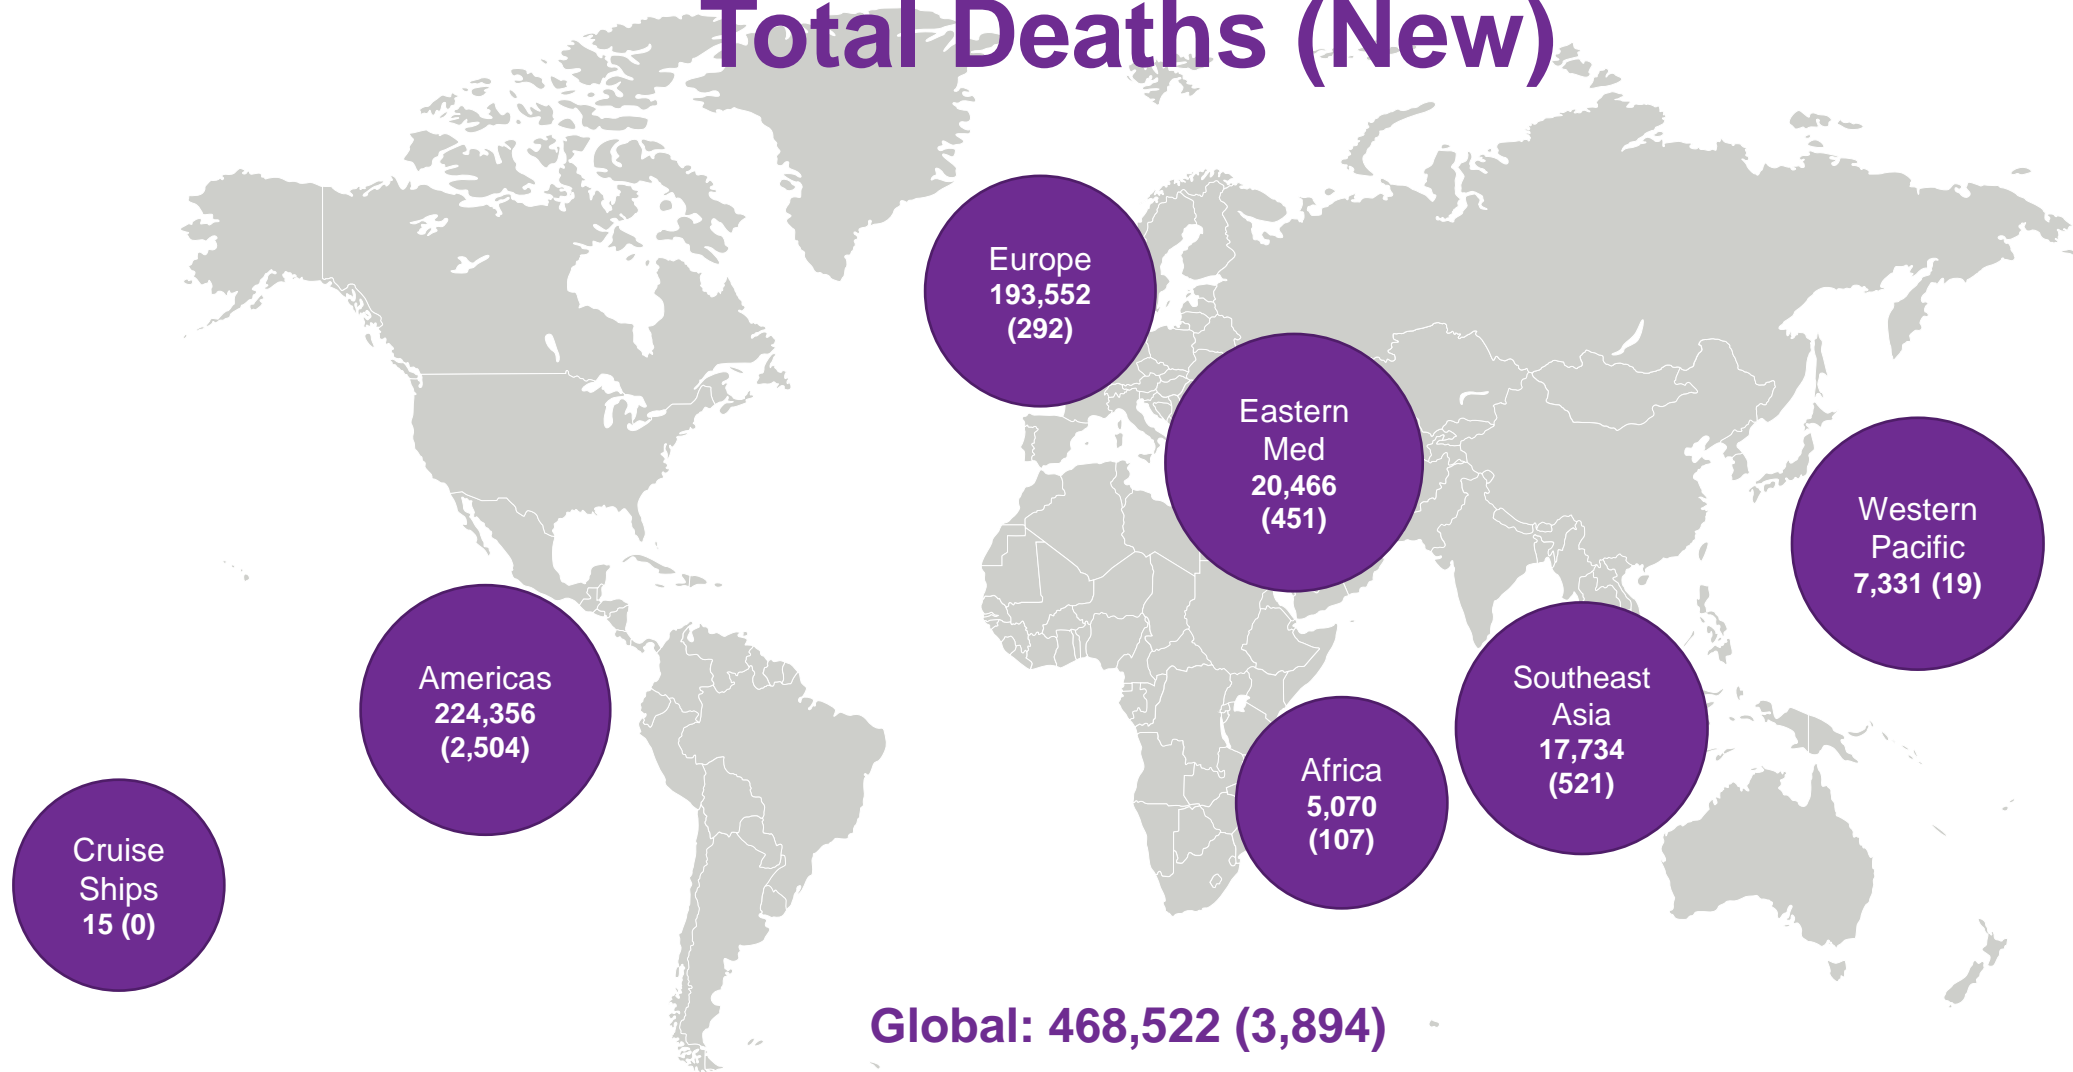 Total Deaths (New)
Europe
193,552
(292)
Eastern
Med
20,466
(451)
Western
Pacific
7,331 (19)
Americas
224,356
(2,504)
Southeast
Asia
17,734
(521)
Africa
5,070
(107)
Cruise
Ships
15 (0)
Global: 468,522 (3,894)